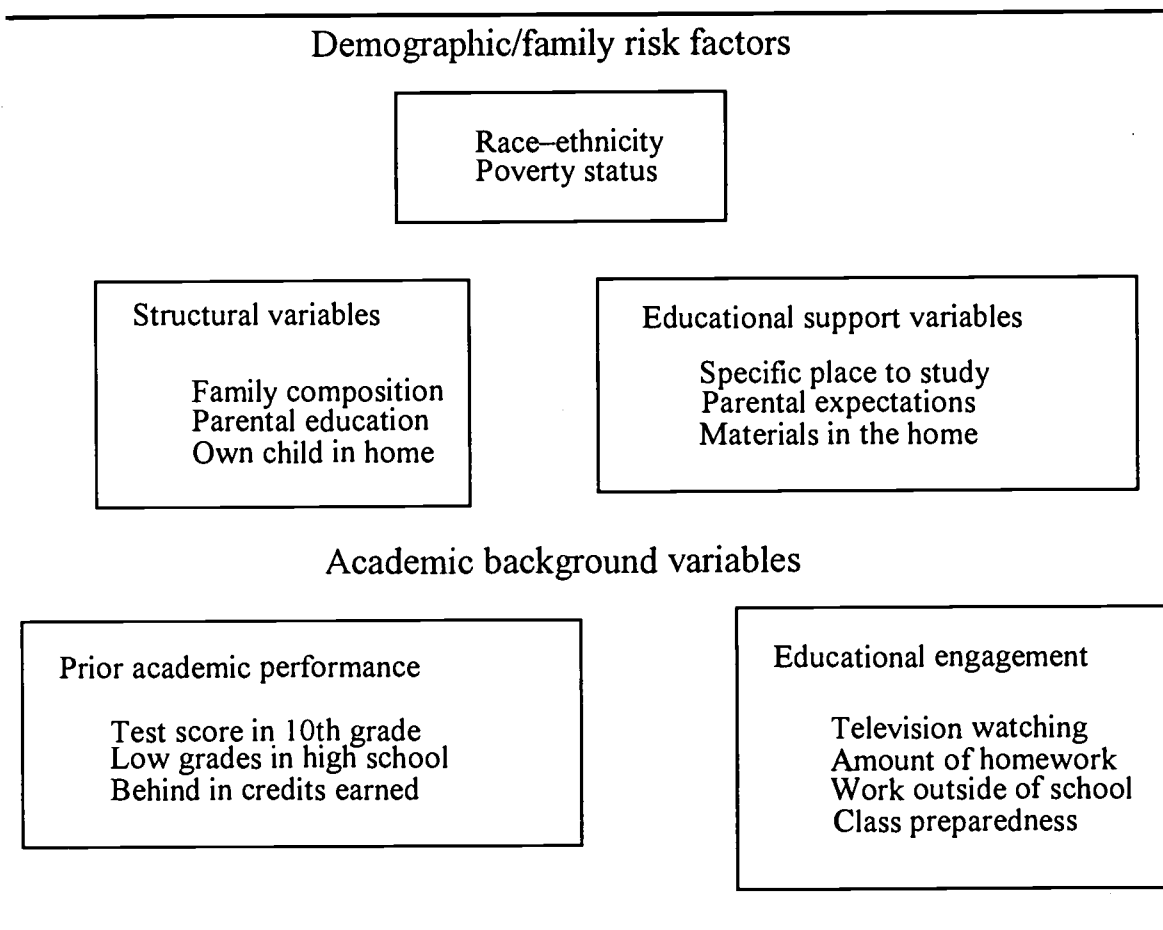 Demographic/family risk factors
Race–ethnicity
Poverty status
Structural variables
Family composition
Parental education
Own child in home
Educational support variables
Specific place to study
Parental expectations
Materials in the home
Academic background variables
Prior academic performance
Test score in 10th grade
Low grades in high school
Behind in credits earned
Educational engagement
Television watching
Amount of homework
Work outside of school
Class preparedness